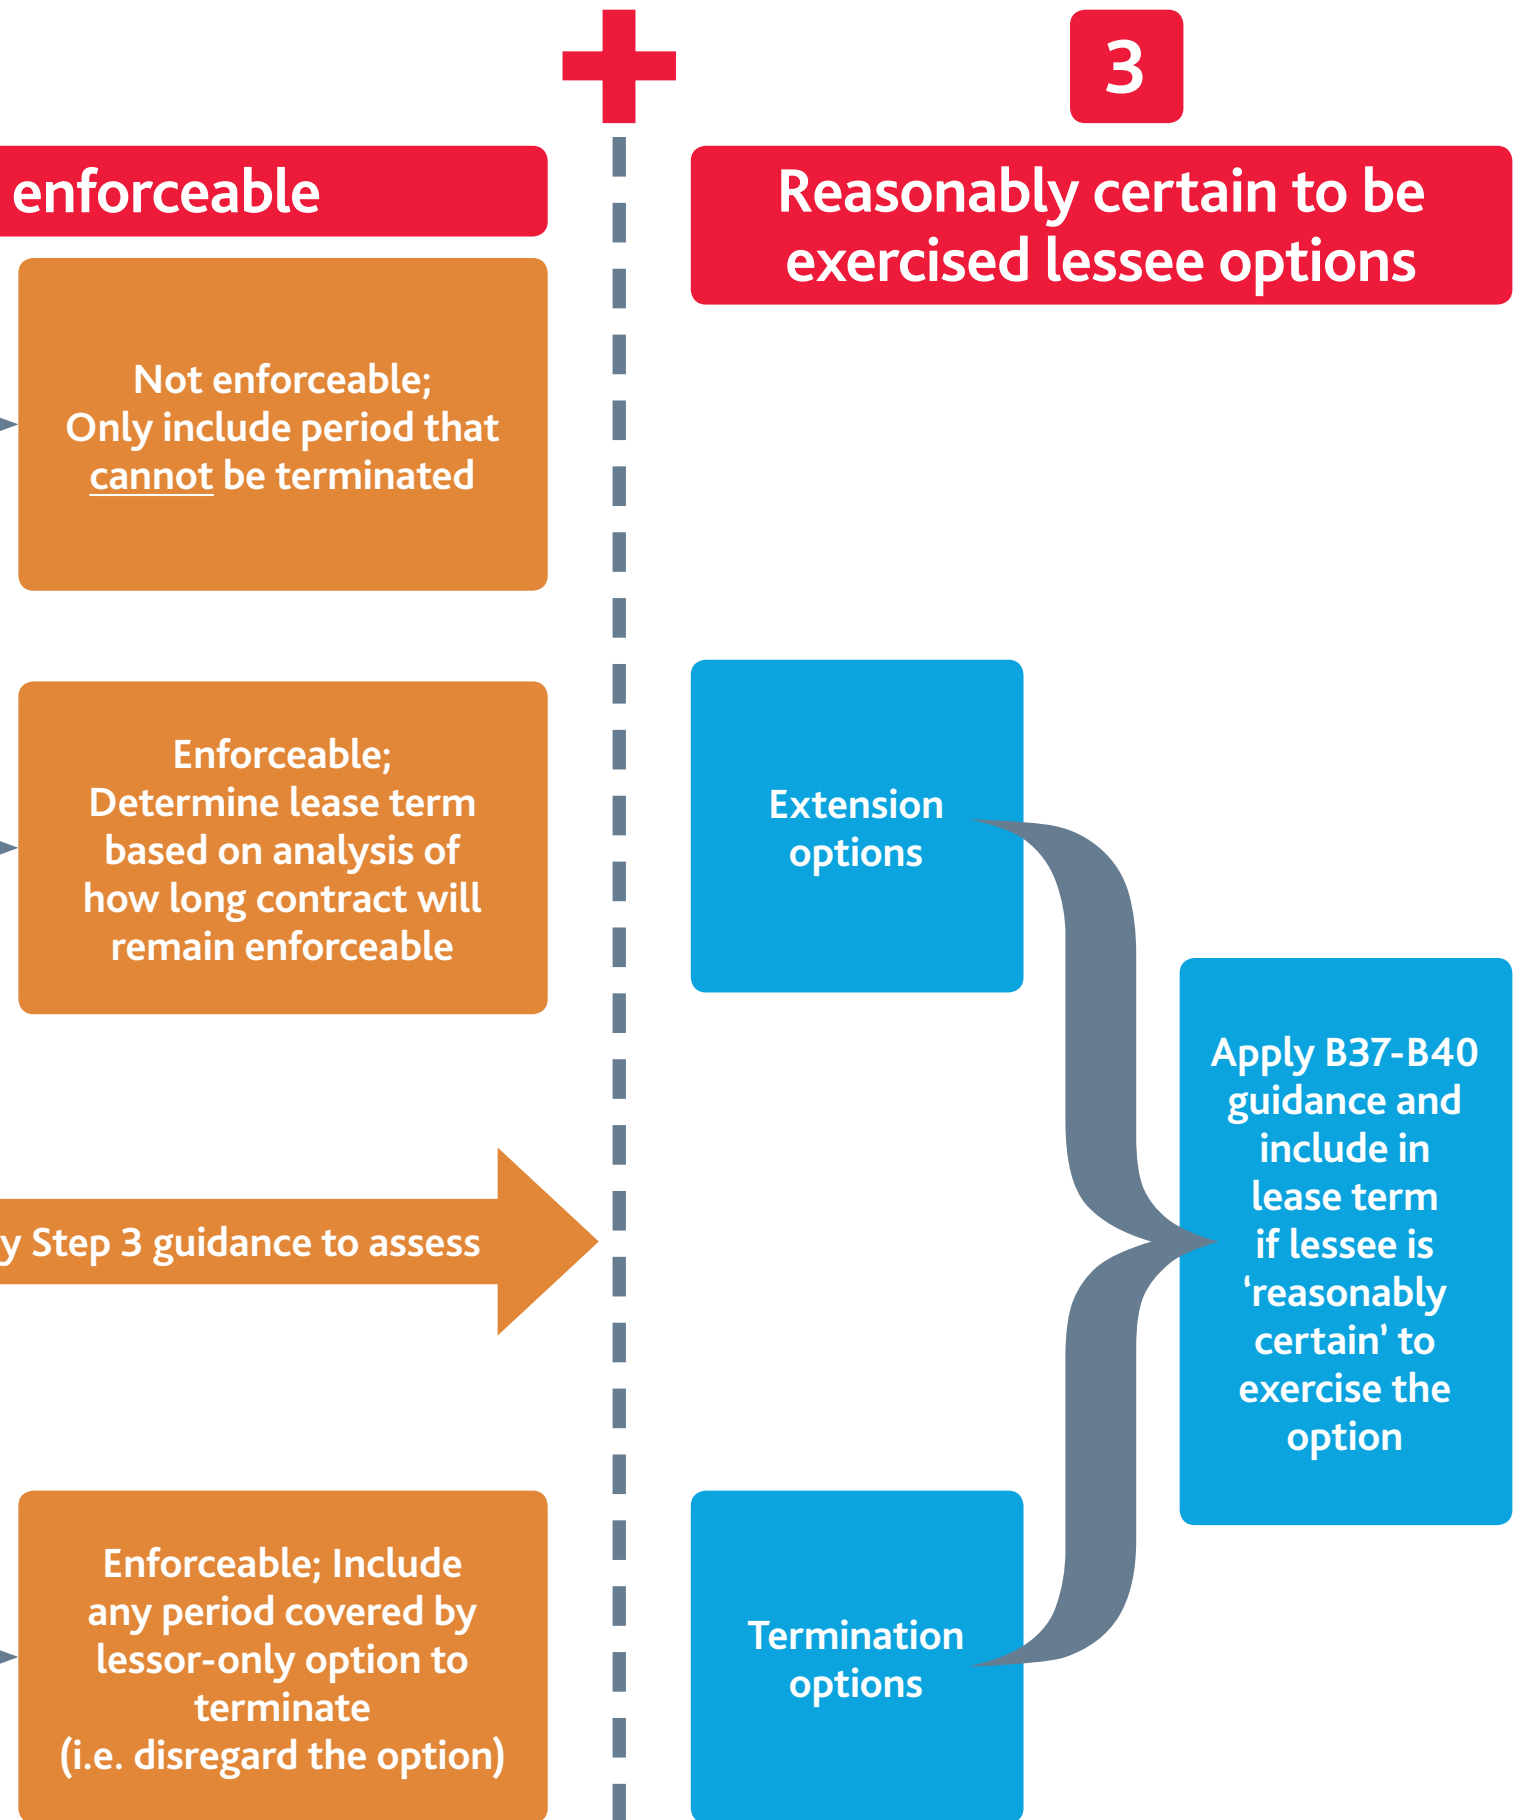 3
enforceable
Reasonably certain to be
exercised lessee options
Not enforceable;
Only include period that
cannot be terminated
Enforceable;
Determine lease term
based on analysis of
how long contract will
remain enforceable
y Step 3 guidance to assess
Enforceable; Include
any period covered by
lessor-only option to
terminate
(i.e. disregard the option)
Extension
options
Termination
options
Apply B37-B40
guidance and
include in
lease term
if lessee is
‘reasonably
certain’ to
exercise the
option